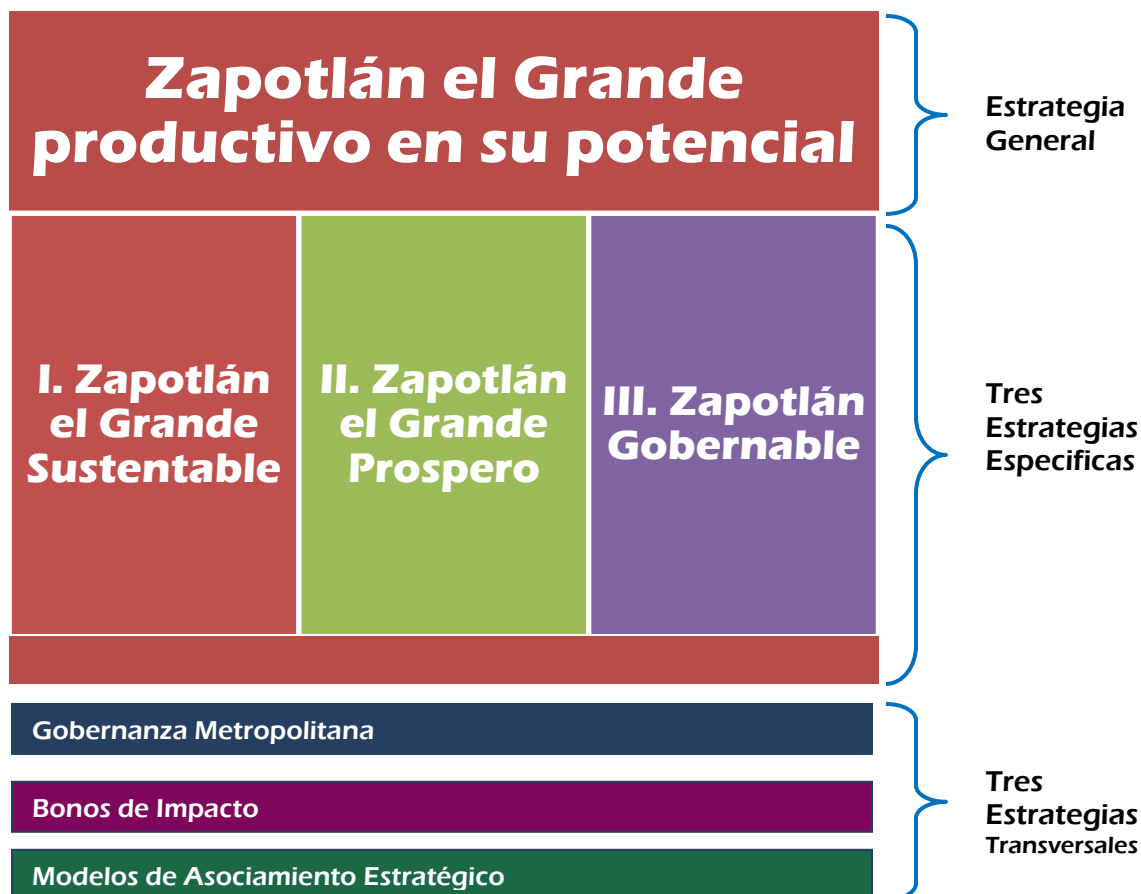 Zapotlán el Grande
productivo en su potencial
Estrategia
General
I. Zapotlán
el Grande
Sustentable
II. Zapotlán
el Grande
Prospero
III. Zapotlán
Gobernable
Tres
Estrategias
Especificas
Gobernanza Metropolitana
Bonos de Impacto
Modelos de Asociamiento Estratégico
Tres
Estrategias
Transversales